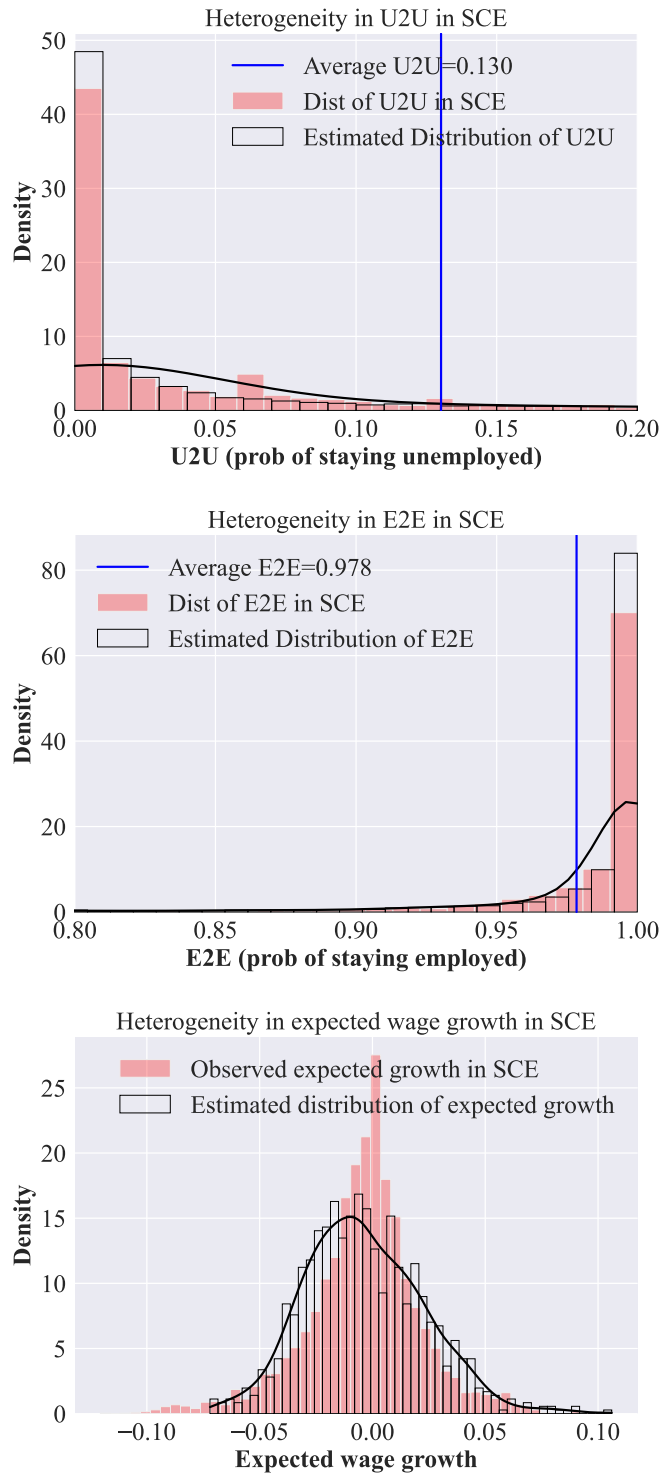 Heterogeneity in U2U in SCE
50
40
30
20
10
0
Density
Average U2U=0.130
Dist of U2U in SCE
Estimated Distribution of U2U
0.00 0.05 0.10 0.15 0.20
U2U (prob of staying unemployed)
Heterogeneity in E2E in SCE
80
60
40
20
0
Density
Average E2E=0.978
Dist of E2E in SCE
Estimated Distribution of E2E
0.80 0.85 0.90 0.95 1.00
E2E (prob of staying employed)
Heterogeneity in expected wage growth in SCE
25
20
15
10
5
0
Density
Observed expected growth in SCE
Estimated distribution of expected growth
−0.10 −0.05 0.00 0.05 0.10
Expected wage growth